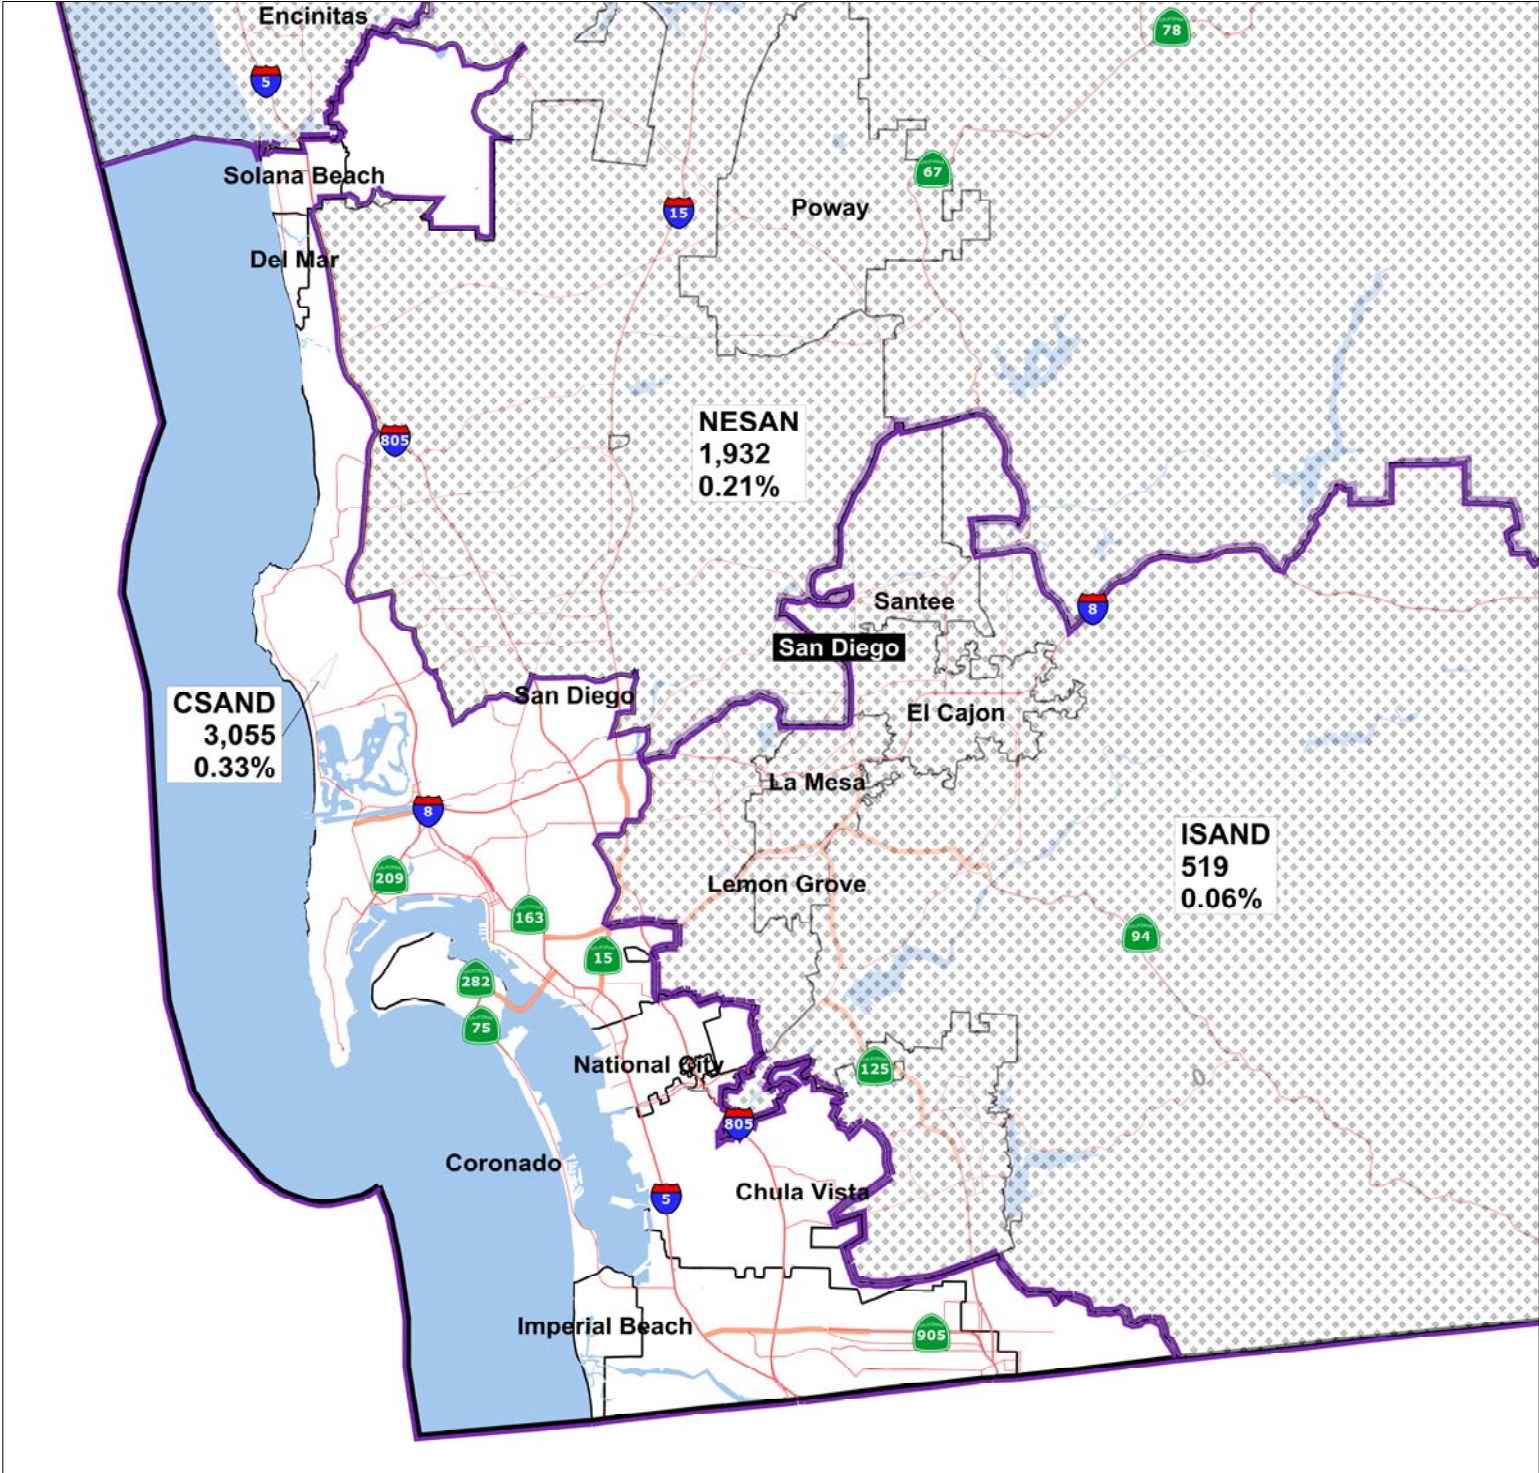 Encinitas
78
5
67
Solana Beach
15
Poway
Del Mar
NESAN
1,932
0.21%
805
Santee
8
San Diego
San Diego
CSAND
3,055
0.33%
El Cajon
La Mesa
8
ISAND
519
0.06%
209
Lemon Grove
163
94
15
282
75
National City
125
805
Coronado
5
Chula Vista
Imperial Beach
905